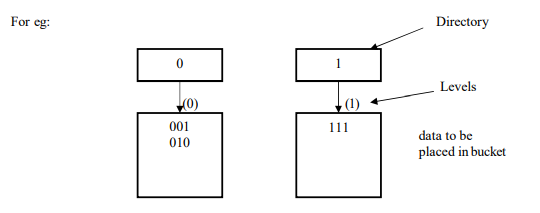 For eg:
Directory
0
1
Levels
(0)
(1)
001
010
111
data to be
placed in bucket